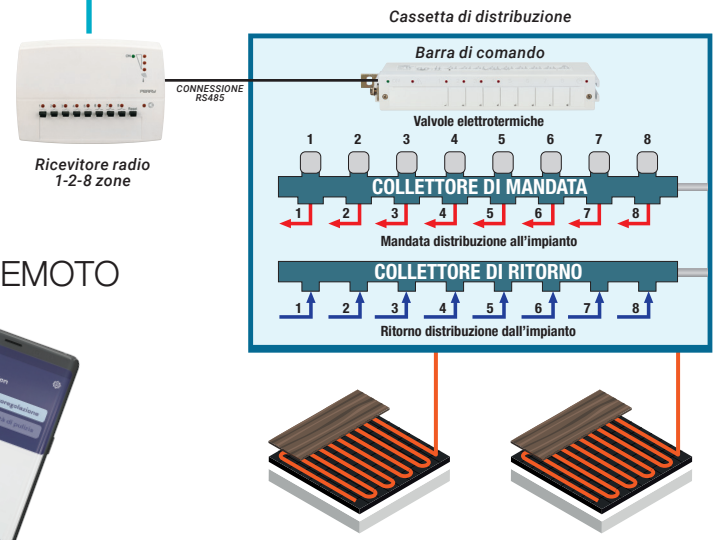 Cassetta di distribuzione
Barra di comando
CONNESSIONE
RS485
Valvole elettrotermiche
Ricevitore radio
1-2-8 zone
1 2 3 4 5 6 7 8
COLLETTORE DI MANDATA
1 2 3 4 5 6 7 8
Mandata distribuzione all'impianto
EMOTO
COLLETTORE DI RITORNO
1 2 3 4 5 6 7 8
Ritorno distribuzione dall'impianto